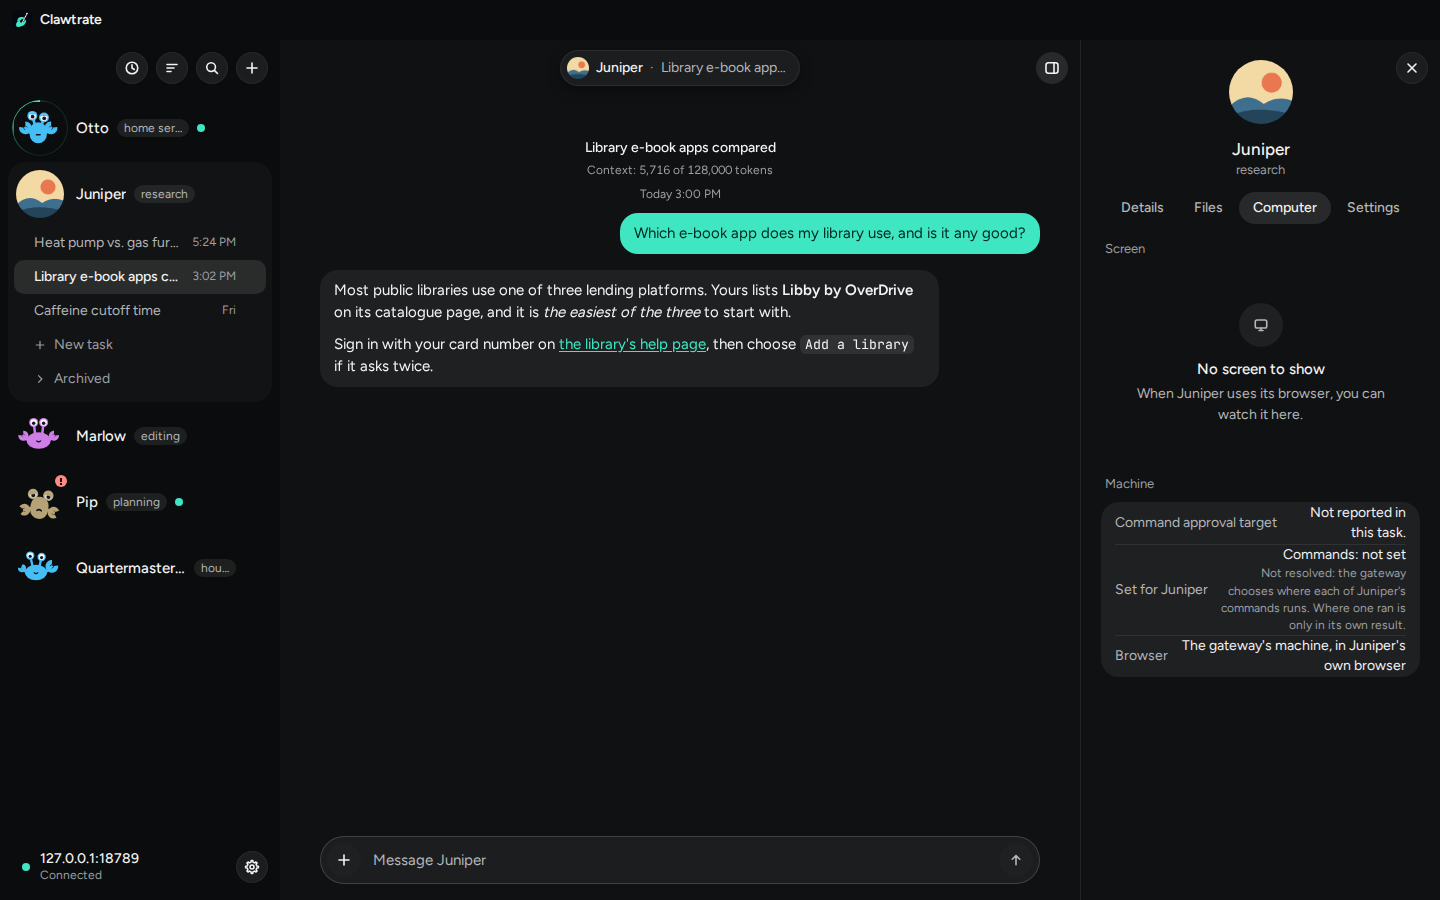 Clawtrate
Otto home ser...
Juniper research
Heat pump vs. gas fur... 5:24 PM
Library e-book apps c... 3:02 PM
Caffeine cutoff time Fri
+ New task
Archived
Marlow editing
Pip planning
Quartermaster... hou...
127.0.0.1:18789
Connected
Juniper · Library e-book app...
Library e-book apps compared
Context: 5,716 of 128,000 tokens
Today 3:00 PM
Which e-book app does my library use, and is it any good?
Most public libraries use one of three lending platforms. Yours lists Libby by OverDrive
on its catalogue page, and it is the easiest of the three to start with.
Sign in with your card number on the library's help page, then choose Add a library
if it asks twice.
Message Juniper
Juniper
research
Details Files Computer Settings
Screen
No screen to show
When Juniper uses its browser, you can
watch it here.
Machine
Command approval target Not reported in
this task.
Set for Juniper Commands: not set
Not resolved: the gateway
chooses where each of Juniper's
commands runs. Where one ran is
only in its own result.
Browser The gateway's machine, in Juniper's
own browser